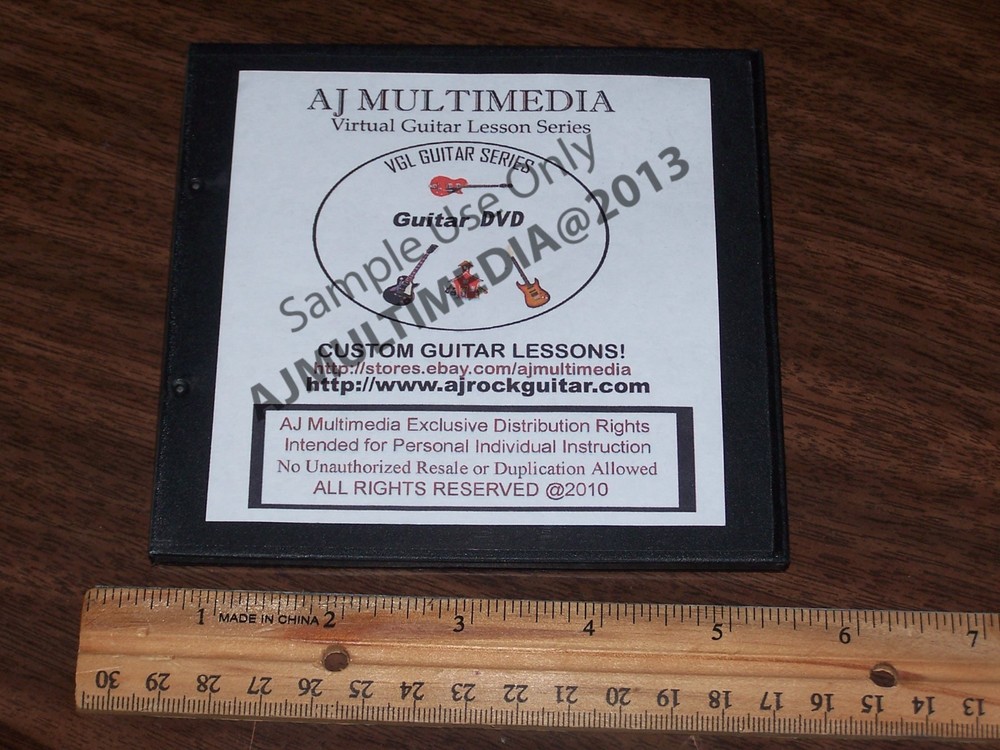 AJ MULTIMEDIA
Virtual Guitar Lesson Series
VGL GUITAR SERIES
Guitar DVD
Sample Use Only
AJMULTIMEDIA@2013
CUSTOM GUITAR LESSONS!
http://stores.ebay.com/ajmultimedia
http://www.ajrockguitar.com
AJ Multimedia Exclusive Distribution Rights
Intended for Personal Individual Instruction
No Unauthorized Resale or Duplication Allowed
ALL RIGHTS RESERVED @2010
1 MADE IN CHINA 2 3 4 5 6 7
30 29 28 27 26 25 24 23 22 21 20 19 18 17 16 15 14 13